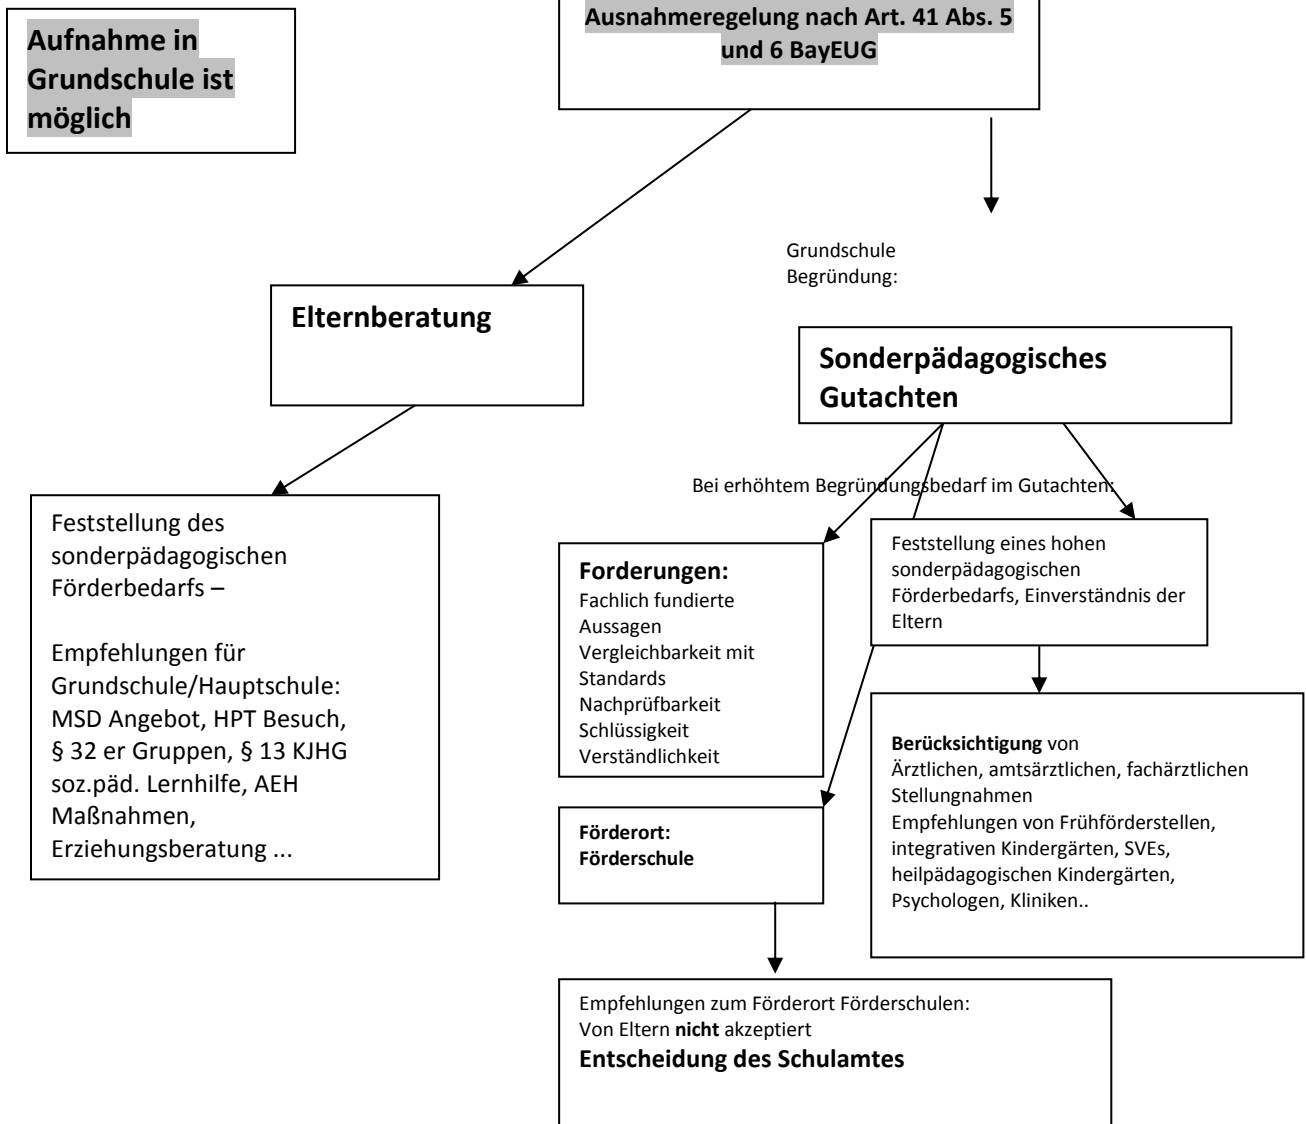 Aufnahme in
Grundschule ist
möglich
Ausnahmeregelung nach Art. 41 Abs. 5
und 6 BayEUG
Grundschule
Begründung:
Elternberatung
Sonderpädagogisches
Gutachten
Bei erhöhtem Begründungsbedarf im Gutachten:
Feststellung des
sonderpädagogischen
Förderbedarfs –
Empfehlungen für
Grundschule/Hauptschule:
MSD Angebot, HPT Besuch,
§ 32 er Gruppen, § 13 KJHG
soz.päd. Lernhilfe, AEH
Maßnahmen,
Erziehungsberatung ...
Forderungen:
Fachlich fundierte
Aussagen
Vergleichbarkeit mit
Standards
Nachprüfbarkeit
Schlüssigkeit
Verständlichkeit
Feststellung eines hohen
sonderpädagogischen
Förderbedarfs, Einverständnis der
Eltern
Berücksichtigung von
Ärztlichen, amtsärztlichen, fachärztlichen
Stellungnahmen
Empfehlungen von Frühförderstellen,
integrativen Kindergärten, SVEs,
heilpädagogischen Kindergärten,
Psychologen, Kliniken..
Förderort:
Förderschule
Empfehlungen zum Förderort Förderschulen:
Von Eltern nicht akzeptiert
Entscheidung des Schulamtes